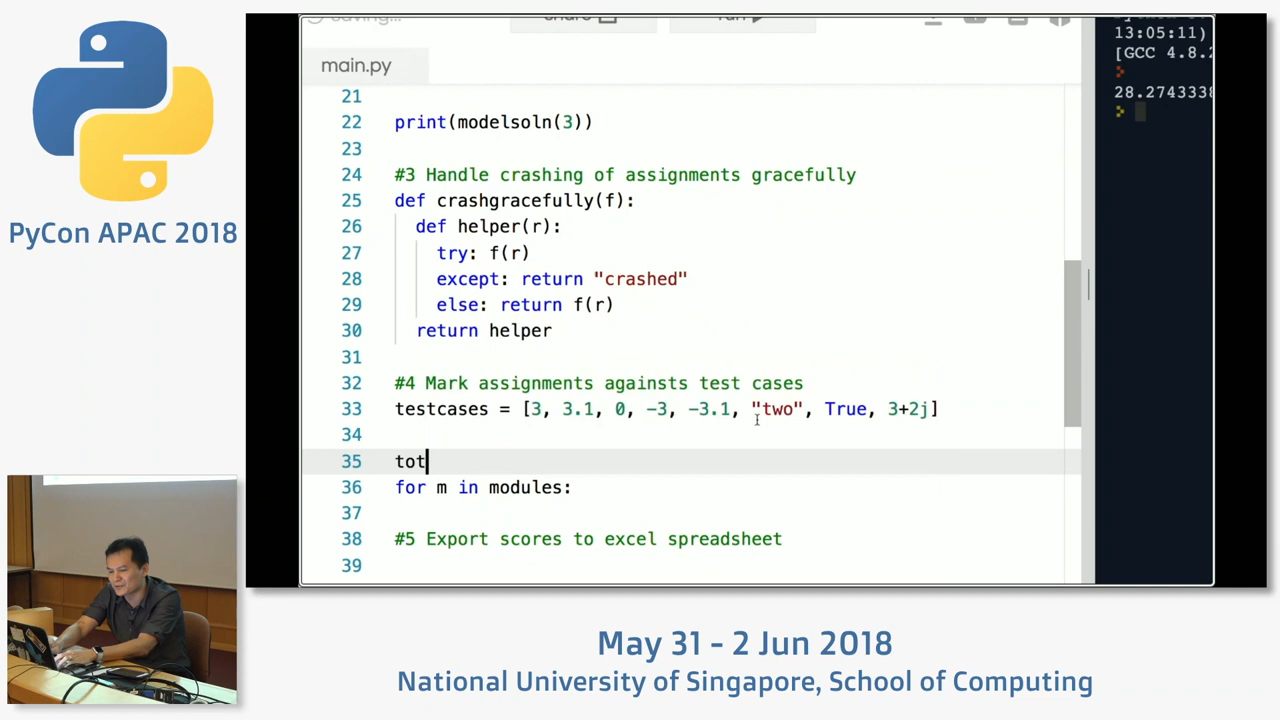 PyCon APAC 2018
main.py
21
22 print(modelsoln(3))
23
24 #3 Handle crashing of assignments gracefully
25 def crashgracefully(f):
26 def helper(r):
27 try: f(r)
28 except: return "crashed"
29 else: return f(r)
30 return helper
31
32 #4 Mark assignments againsts test cases
33 testcases = [3, 3.1, 0, -3, -3.1, "two", True, 3+2j]
34
35 tot
36 for m in modules:
37
38 #5 Export scores to excel spreadsheet
39
13:05:11)
[GCC 4.8.2
28.2743338
May 31 - 2 Jun 2018
National University of Singapore, School of Computing